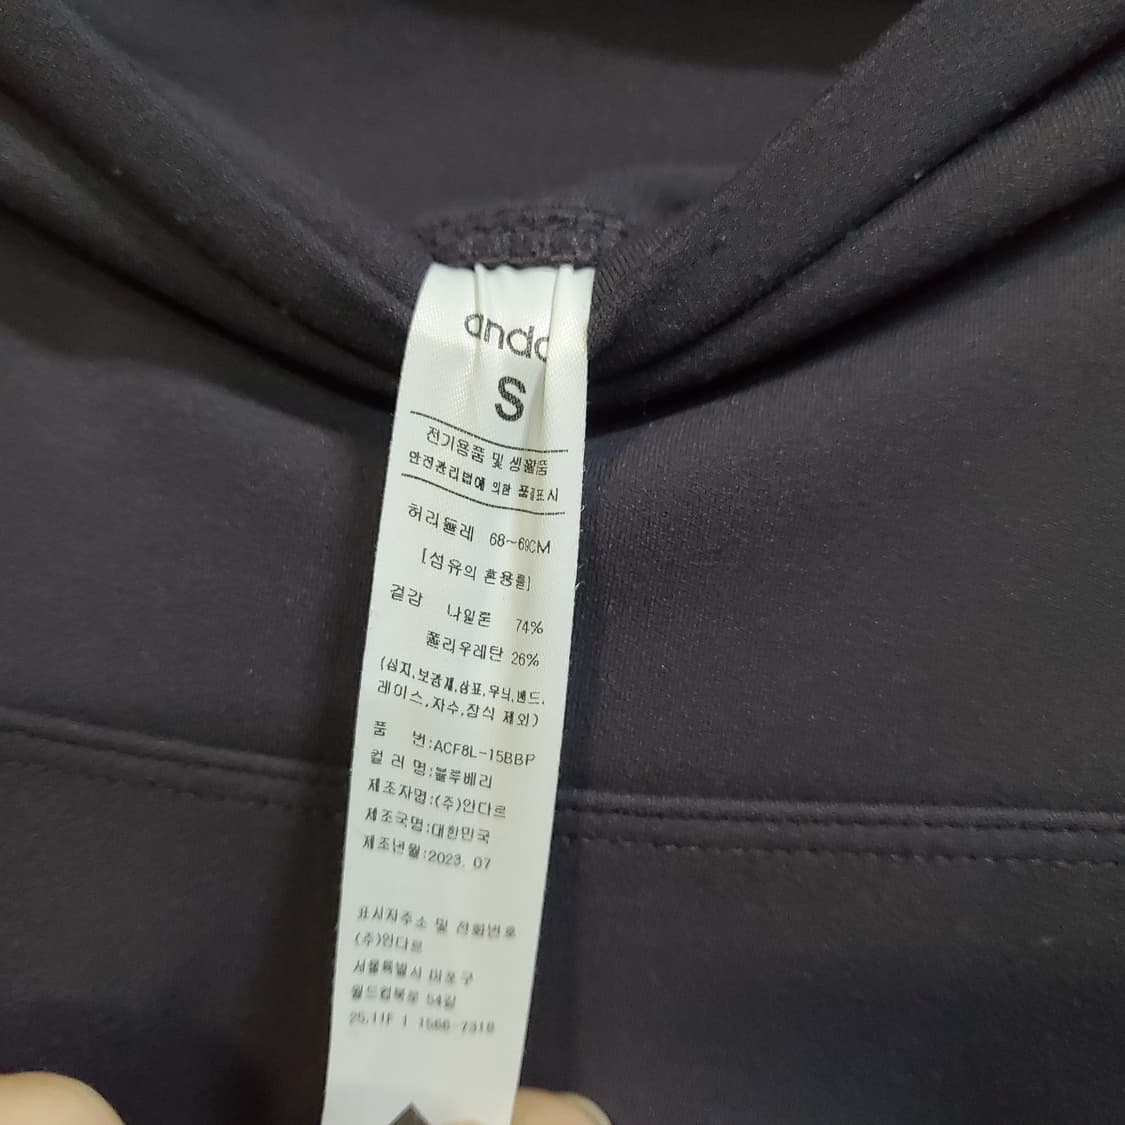 anda
S
전기용품 및 생활품
안전관리법에 의한 품질표시
허리둘레 68~69CM
[섬유의 혼용률]
겉감 나일론 74%
폴리우레탄 26%
(심지,보강재,상표,무늬,밴드,
레이스,자수,장식 제외)
품 번:ACF8L-15BBP
컬 러 명:블루베리
제조자명:(주)안다르
제조국명:대한민국
제조년월:2023. 07
표시자주소 및 전화번호
(주)안다르
서울특별시 마포구
월드컵북로 54길
25,11F | 1566-7318